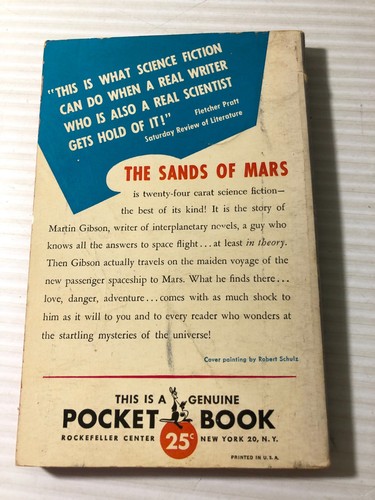 "THIS IS WHAT SCIENCE FICTION
CAN DO WHEN A REAL WRITER
WHO IS ALSO A REAL SCIENTIST
GETS HOLD OF IT!"
Fletcher Pratt
Saturday Review of Literature
THE SANDS OF MARS
is twenty-four carat science fiction—
the best of its kind! It is the story of
Martin Gibson, writer of interplanetary novels, a guy who
knows all the answers to space flight...at least in theory.
Then Gibson actually travels on the maiden voyage of the
new passenger spaceship to Mars. What he finds there...
love, danger, adventure...comes with as much shock to
him as it will to you and to every reader who wonders at
the startling mysteries of the universe!
Cover painting by Robert Schulz
THIS IS A GENUINE
POCKET BOOK
ROCKEFELLER CENTER 25¢ NEW YORK 20, N.Y.
PRINTED IN U.S.A.